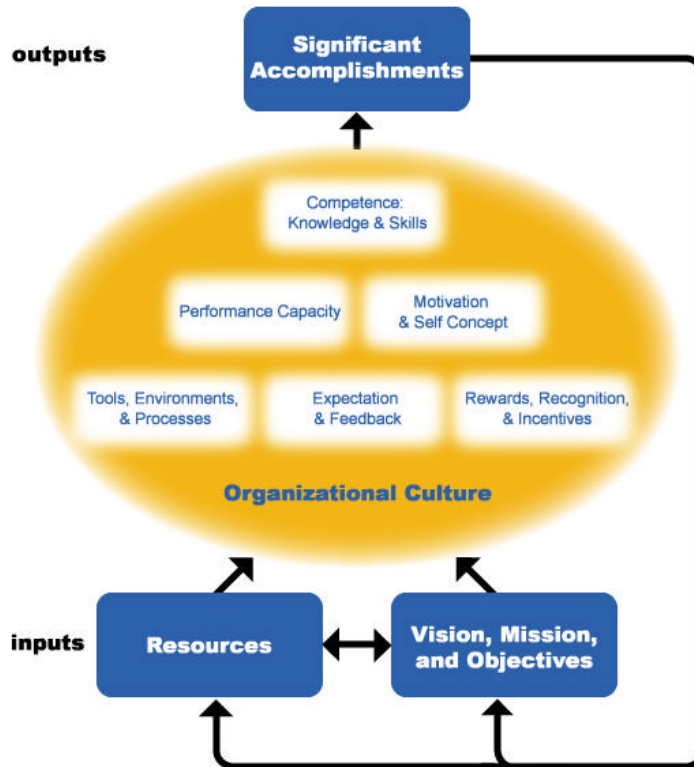 outputs
Significant
Accomplishments
Competence:
Knowledge & Skills
Performance Capacity
Motivation
& Self Concept
Tools, Environments,
& Processes
Expectation
& Feedback
Rewards, Recognition,
& Incentives
Organizational Culture
inputs
Resources
Vision, Mission,
and Objectives